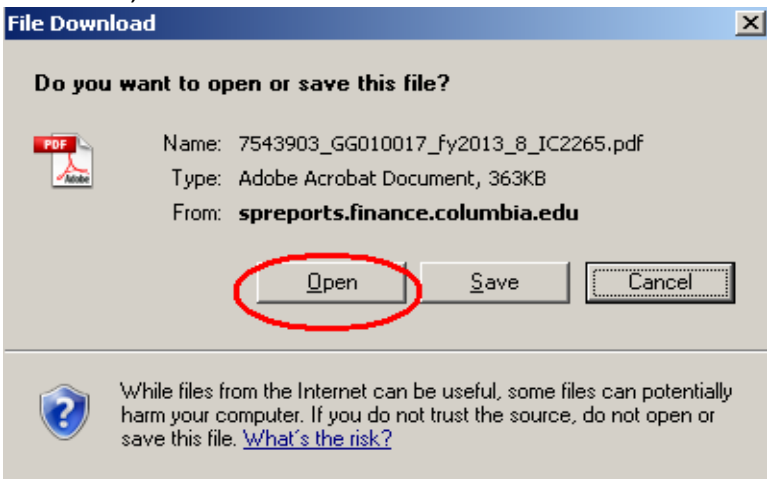 File Download
Do you want to open or save this file?
PDF
Adobe
Name: 7543903_GG010017_fy2013_8_IC2265.pdf
Type: Adobe Acrobat Document, 363KB
From: spreports.finance.columbia.edu
Open Save Cancel
While files from the Internet can be useful, some files can potentially
harm your computer. If you do not trust the source, do not open or
save this file. What's the risk?